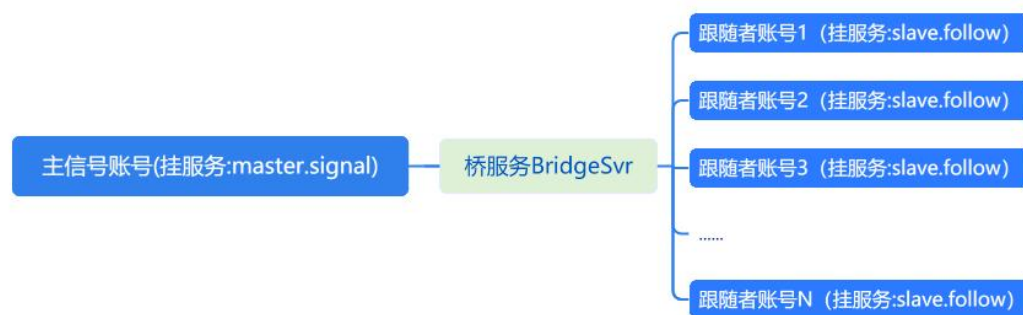 跟随者账号1（挂服务:slave.follow）
跟随者账号2（挂服务:slave.follow）
主信号账号(挂服务:master.signal)
桥服务BridgeSvr
跟随者账号3（挂服务:slave.follow）
......
跟随者账号N（挂服务:slave.follow）